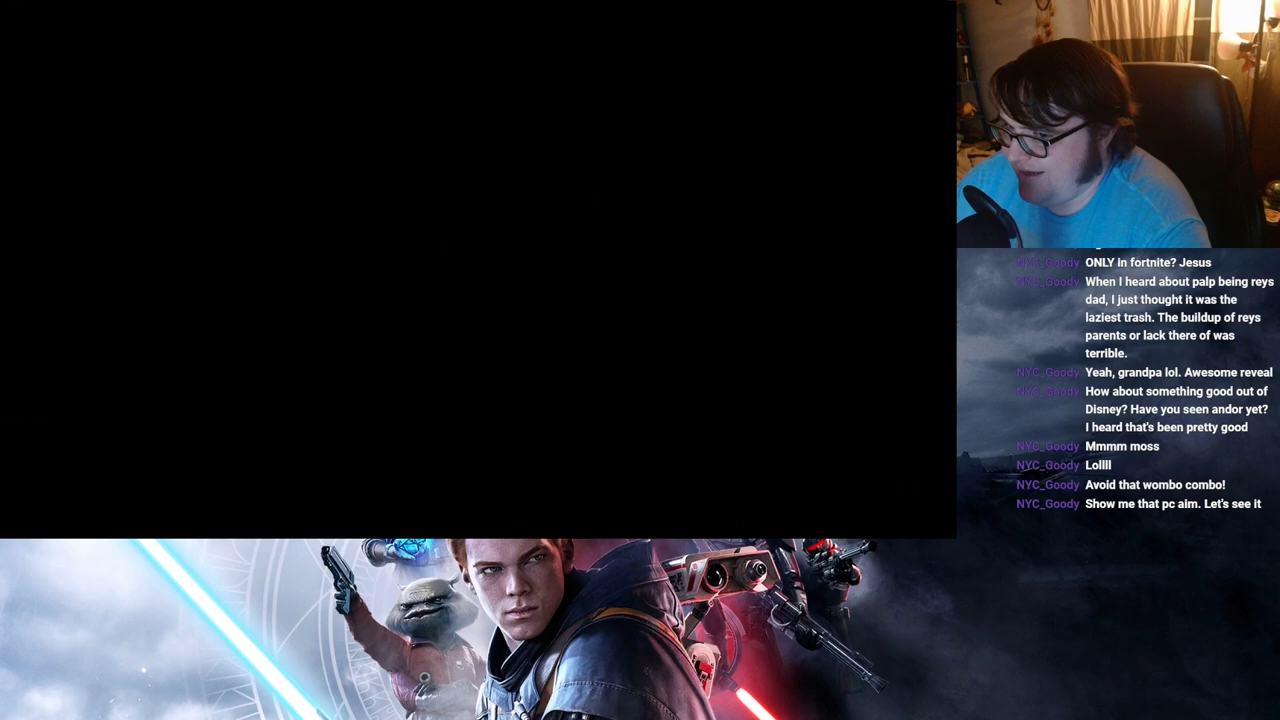 NYC_Goody ONLY in fortnite? Jesus
NYC_Goody When I heard about palp being reys
dad, I just thought it was the
laziest trash. The buildup of reys
parents or lack there of was
terrible.
NYC_Goody Yeah, grandpa lol. Awesome reveal
NYC_Goody How about something good out of
Disney? Have you seen andor yet?
I heard that's been pretty good
NYC_Goody Mmmm moss
NYC_Goody Lollll
NYC_Goody Avoid that wombo combo!
NYC_Goody Show me that pc aim. Let's see it